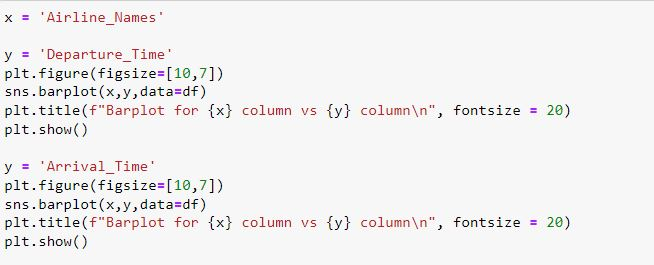 x = 'Airline_Names'
y = 'Departure_Time'
plt.figure(figsize=[10,7])
sns.barplot(x,y,data=df)
plt.title(f"Barplot for {x} column vs {y} column\n", fontsize = 20)
plt.show()
y = 'Arrival_Time'
plt.figure(figsize=[10,7])
sns.barplot(x,y,data=df)
plt.title(f"Barplot for {x} column vs {y} column\n", fontsize = 20)
plt.show()